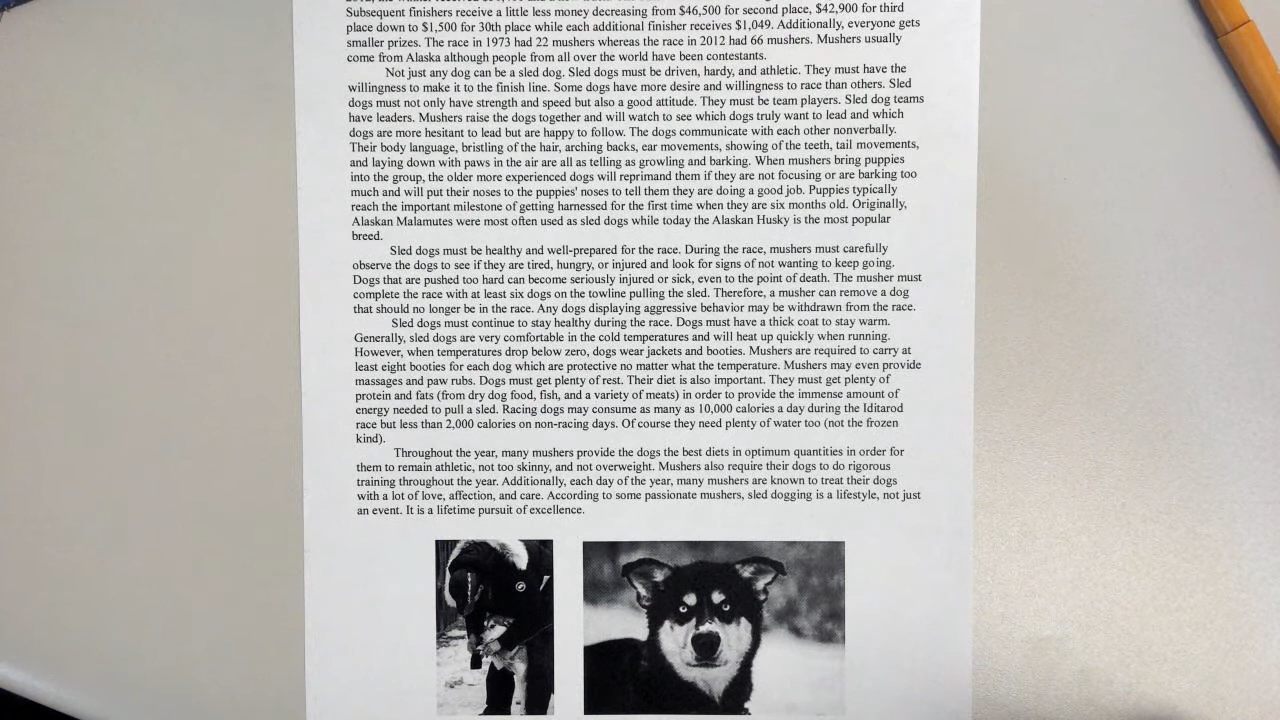 Subsequent finishers receive a little less money decreasing from $46,500 for second place, $42,900 for third
place down to $1,500 for 30th place while each additional finisher receives $1,049. Additionally, everyone gets
smaller prizes. The race in 1973 had 22 mushers whereas the race in 2012 had 66 mushers. Mushers usually
come from Alaska although people from all over the world have been contestants.
Not just any dog can be a sled dog. Sled dogs must be driven, hardy, and athletic. They must have the
willingness to make it to the finish line. Some dogs have more desire and willingness to race than others. Sled
dogs must not only have strength and speed but also a good attitude. They must be team players. Sled dog teams
have leaders. Mushers raise the dogs together and will watch to see which dogs truly want to lead and which
dogs are more hesitant to lead but are happy to follow. The dogs communicate with each other nonverbally.
Their body language, bristling of the hair, arching backs, ear movements, showing of the teeth, tail movements,
and laying down with paws in the air are all as telling as growling and barking. When mushers bring puppies
into the group, the older more experienced dogs will reprimand them if they are not focusing or are barking too
much and will put their noses to the puppies' noses to tell them they are doing a good job. Puppies typically
reach the important milestone of getting harnessed for the first time when they are six months old. Originally,
Alaskan Malamutes were most often used as sled dogs while today the Alaskan Husky is the most popular
breed.
Sled dogs must be healthy and well-prepared for the race. During the race, mushers must carefully
observe the dogs to see if they are tired, hungry, or injured and look for signs of not wanting to keep going.
Dogs that are pushed too hard can become seriously injured or sick, even to the point of death. The musher must
complete the race with at least six dogs on the towline pulling the sled. Therefore, a musher can remove a dog
that should no longer be in the race. Any dogs displaying aggressive behavior may be withdrawn from the race.
Sled dogs must continue to stay healthy during the race. Dogs must have a thick coat to stay warm.
Generally, sled dogs are very comfortable in the cold temperatures and will heat up quickly when running.
However, when temperatures drop below zero, dogs wear jackets and booties. Mushers are required to carry at
least eight booties for each dog which are protective no matter what the temperature. Mushers may even provide
massages and paw rubs. Dogs must get plenty of rest. Their diet is also important. They must get plenty of
protein and fats (from dry dog food, fish, and a variety of meats) in order to provide the immense amount of
energy needed to pull a sled. Racing dogs may consume as many as 10,000 calories a day during the Iditarod
race but less than 2,000 calories on non-racing days. Of course they need plenty of water too (not the frozen
kind).
Throughout the year, many mushers provide the dogs the best diets in optimum quantities in order for
them to remain athletic, not too skinny, and not overweight. Mushers also require their dogs to do rigorous
training throughout the year. Additionally, each day of the year, many mushers are known to treat their dogs
with a lot of love, affection, and care. According to some passionate mushers, sled dogging is a lifestyle, not just
an event. It is a lifetime pursuit of excellence.